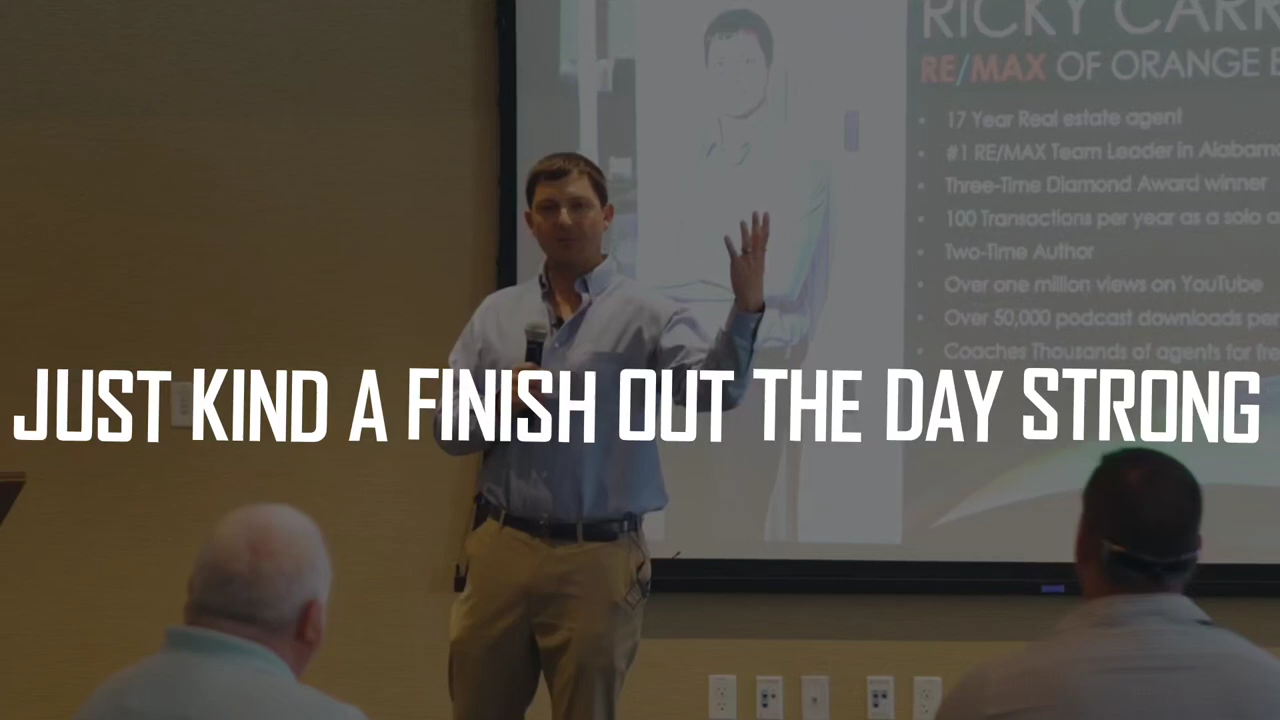 RICKY CARR
RE/MAX OF ORANGE B
• 17 Year Real estate agent
• #1 RE/MAX Team Leader in Alabama
• Three-Time Diamond Award winner
• 100 Transactions per year as a solo a
• Two-Time Author
• Over one million views on YouTube
• Over 50,000 podcast downloads per
• Coaches Thousands of agents for fre
JUST KIND A FINISH OUT THE DAY STRONG